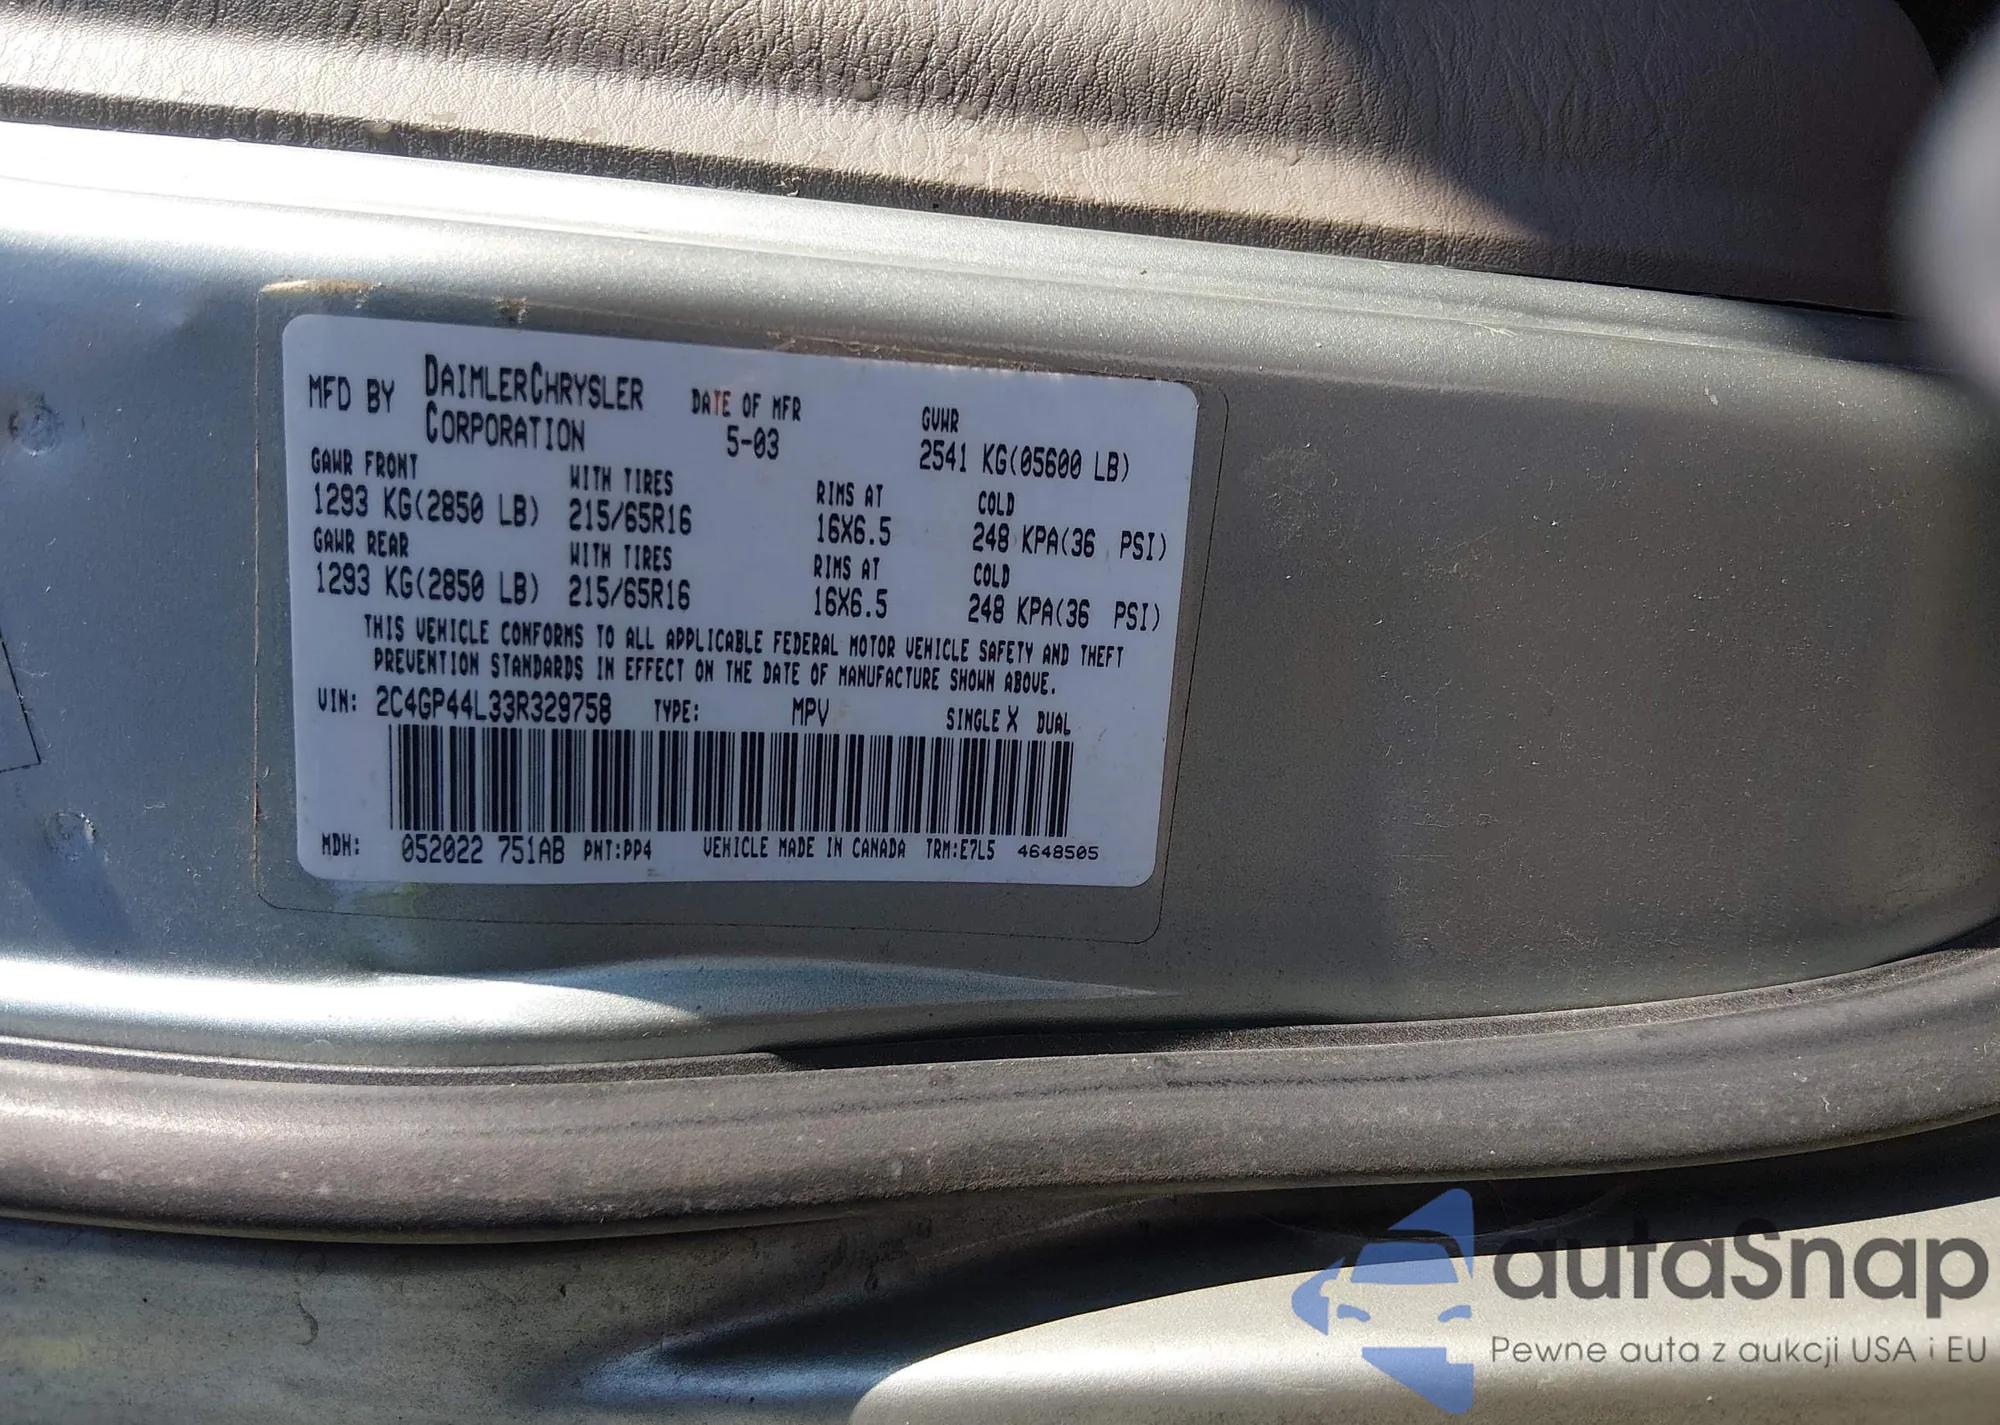 MFD BY DAIMLERCHRYSLER CORPORATION DATE OF MFR 5-03 GVWR 2541 KG(05600 LB)
GAWR FRONT WITH TIRES RIMS AT COLD
1293 KG(2850 LB) 215/65R16 16X6.5 248 KPA(36 PSI)
GAWR REAR WITH TIRES RIMS AT COLD
1293 KG(2850 LB) 215/65R16 16X6.5 248 KPA(36 PSI)
THIS VEHICLE CONFORMS TO ALL APPLICABLE FEDERAL MOTOR VEHICLE SAFETY AND THEFT
PREVENTION STANDARDS IN EFFECT ON THE DATE OF MANUFACTURE SHOWN ABOVE.
VIN: 2C4GP44L33R329758 TYPE: MPV SINGLE X DUAL
MDH: 052022 751AB PNT:PP4 VEHICLE MADE IN CANADA TRM:E7L5 4648505
autaSnap
Pewne auta z aukcji USA i EU